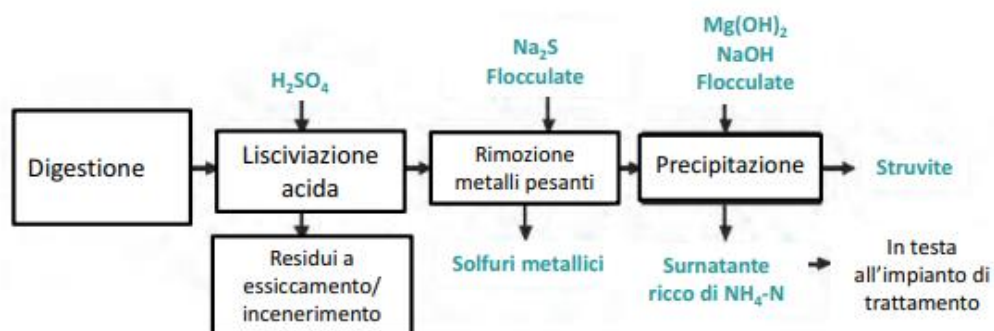 Mg(OH)₂
NaOH
Flocculate
Na₂S
Flocculate
H₂SO₄
Digestione
Lisciviazione
acida
Rimozione
metalli pesanti
Precipitazione
Struvite
Residui a
essiccamento/
incenerimento
Solfuri metallici
Surnatante
ricco di NH₄-N
In testa
all'impianto di
trattamento